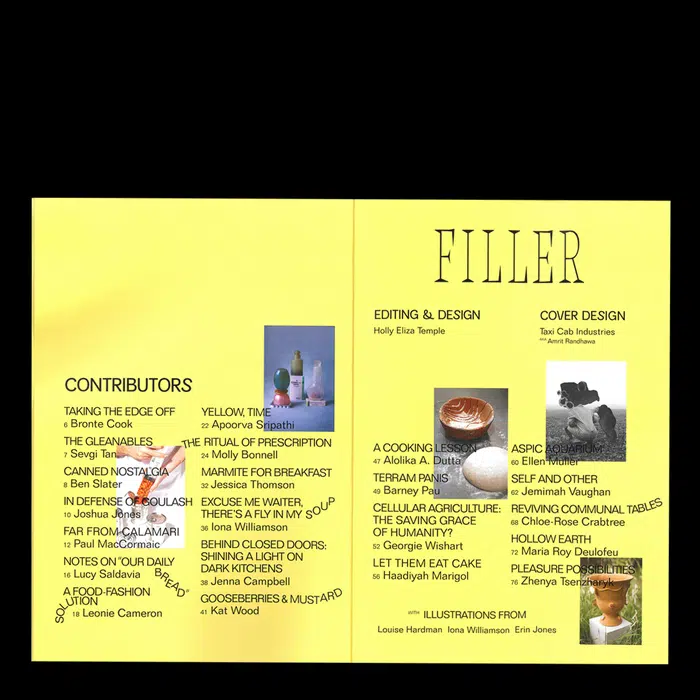 CONTRIBUTORS
TAKING THE EDGE OFF
6 Bronte Cook
THE GLEANABLES
7 Sevgi Tan
CANNED NOSTALGIA
8 Ben Slater
IN DEFENSE OF GOULASH
10 Joshua Jones
FAR FROM CALAMARI
12 Paul MacCormaic
NOTES ON "OUR DAILY BREAD"
16 Lucy Saldavia
A FOOD-FASHION
SOLUTION
18 Leonie Cameron
YELLOW, TIME
22 Apoorva Sripathi
THE RITUAL OF PRESCRIPTION
24 Molly Bonnell
MARMITE FOR BREAKFAST
32 Jessica Thomson
EXCUSE ME WAITER,
THERE'S A FLY IN MY SOUP
36 Iona Williamson
BEHIND CLOSED DOORS:
SHINING A LIGHT ON
DARK KITCHENS
38 Jenna Campbell
GOOSEBERRIES & MUSTARD
41 Kat Wood
FILLER
EDITING & DESIGN
Holly Eliza Temple
COVER DESIGN
Taxi Cab Industries
AKA Amrit Randhawa
A COOKING LESSON
47 Alolika A. Dutta
TERRAM PANIS
49 Barney Pau
CELLULAR AGRICULTURE:
THE SAVING GRACE
OF HUMANITY?
52 Georgie Wishart
LET THEM EAT CAKE
56 Haadiyah Marigol
ASPIC AQUARIUM
60 Ellen Muller
SELF AND OTHER
62 Jemimah Vaughan
REVIVING COMMUNAL TABLES
68 Chloe-Rose Crabtree
HOLLOW EARTH
72 Maria Roy Deulofeu
PLEASURE POSSIBILITIES
76 Zhenya Tsenzharyk
with ILLUSTRATIONS FROM
Louise Hardman Iona Williamson Erin Jones